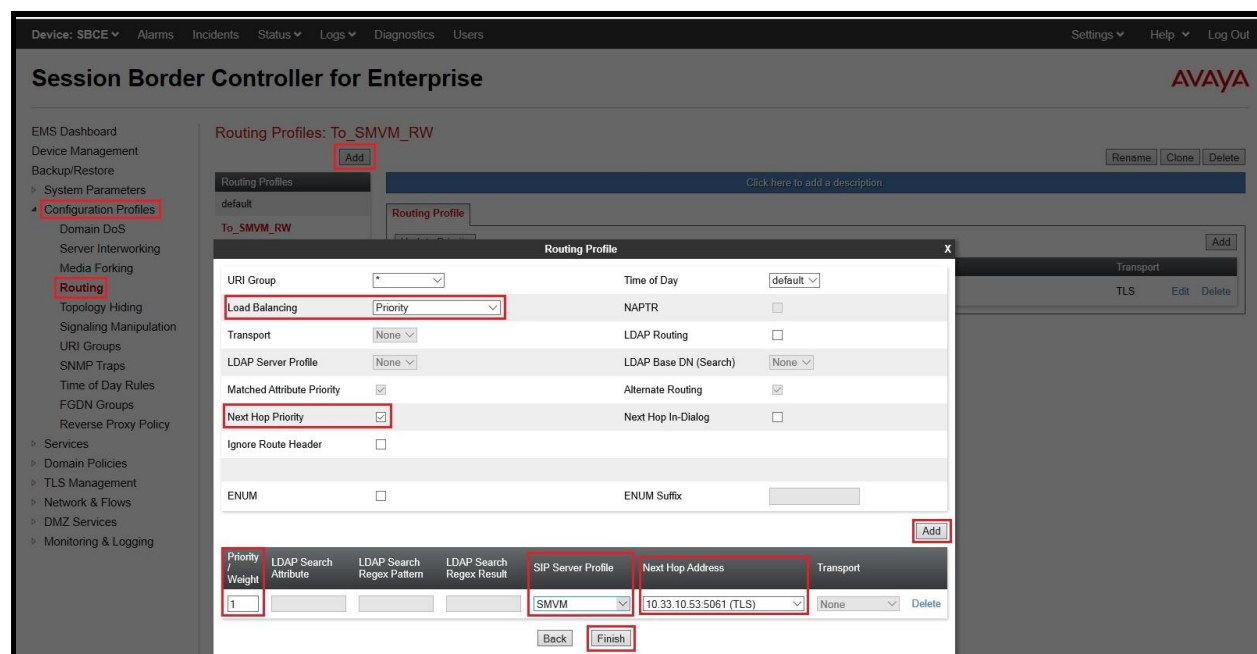 Device: SBCE Alarms Incidents Status Logs Diagnostics Users Settings Help Log Out
Session Border Controller for Enterprise
AVAYA
EMS Dashboard
Device Management
Backup/Restore
System Parameters
Configuration Profiles
Domain DoS
Server Interworking
Media Forking
Routing
Topology Hiding
Signaling Manipulation
URI Groups
SNMP Traps
Time of Day Rules
FGDN Groups
Reverse Proxy Policy
Services
Domain Policies
TLS Management
Network & Flows
DMZ Services
Monitoring & Logging
Routing Profiles: To_SMVM_RW
Add
Rename Clone Delete
Routing Profiles
default
To_SMVM_RW
Click here to add a description
Routing Profile
Add
Transport
TLS Edit Delete
Routing Profile X
URI Group * Time of Day default
Load Balancing Priority NAPTR
Transport None LDAP Routing
LDAP Server Profile None LDAP Base DN (Search) None
Matched Attribute Priority Alternate Routing
Next Hop Priority Next Hop In-Dialog
Ignore Route Header
ENUM ENUM Suffix
Add
Priority / Weight LDAP Search Attribute LDAP Search Regex Pattern LDAP Search Regex Result SIP Server Profile Next Hop Address Transport
1 SMVM 10.33.10.53:5061 (TLS) None Delete
Back Finish